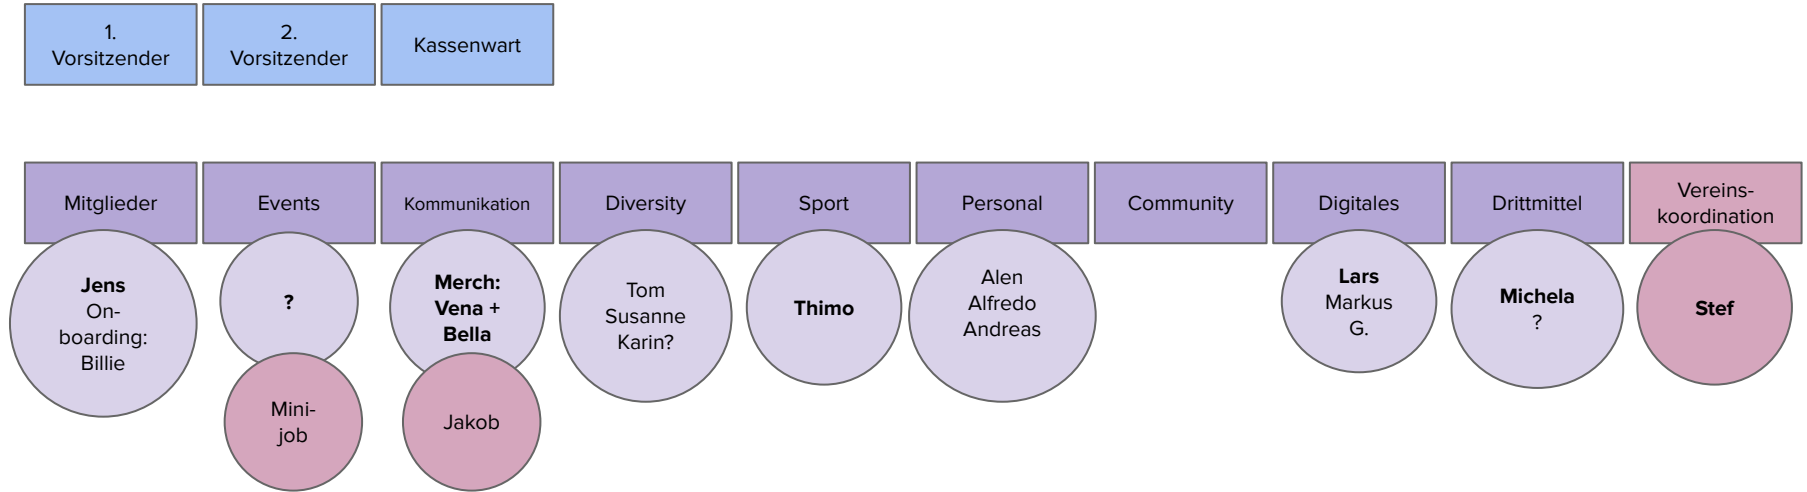 1.
Vorsitzender
2.
Vorsitzender
Kassenwart
Mitglieder
Events
Kommunikation
Diversity
Sport
Personal
Community
Digitales
Drittmittel
Vereins-
koordination
Jens
On-
boarding:
Billie
?
Mini-
job
Merch:
Vena +
Bella
Jakob
Tom
Susanne
Karin?
Thimo
Alen
Alfredo
Andreas
Lars
Markus
G.
Michela
?
Stef